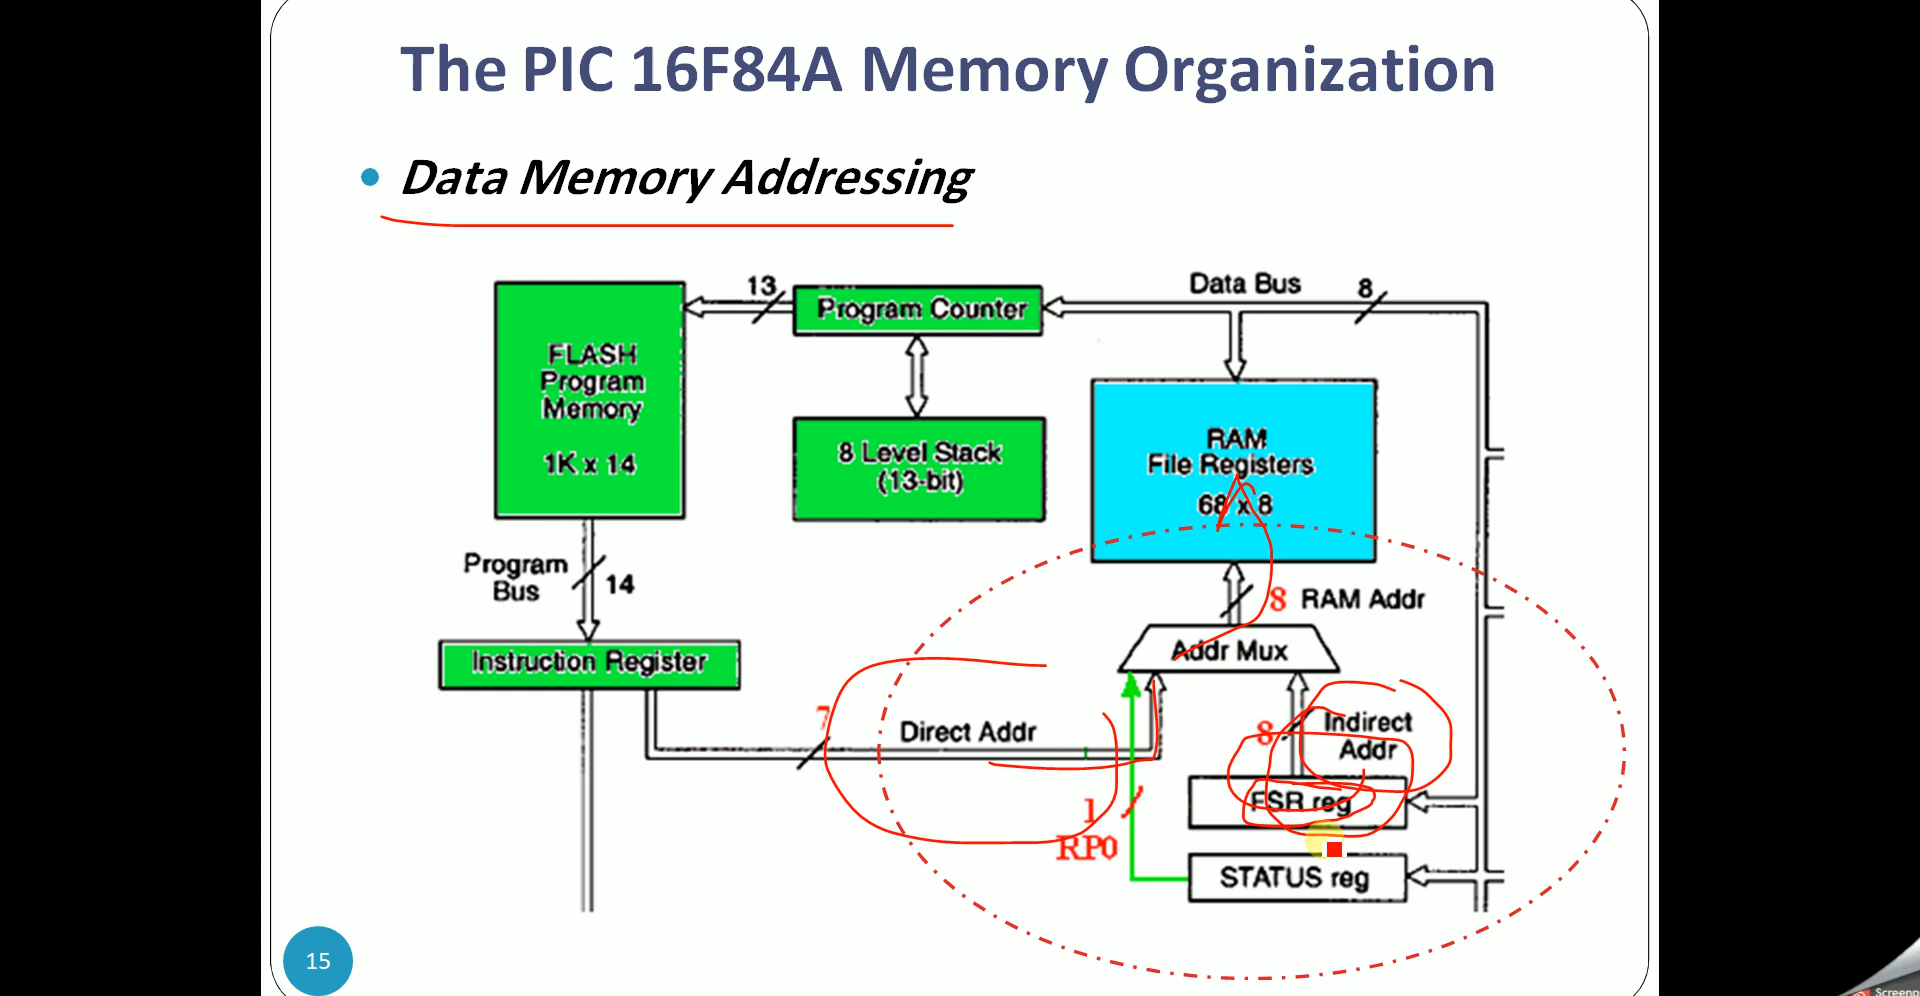 The PIC 16F84A Memory Organization
• Data Memory Addressing
13
Program Counter
Data Bus
8
FLASH
Program
Memory
1K x 14
8 Level Stack
(13-bit)
RAM
File Registers
68 x 8
Program
Bus
14
8
RAM Addr
Instruction Register
Addr Mux
7
Direct Addr
8
Indirect
Addr
FSR reg
1
RP0
STATUS reg
15